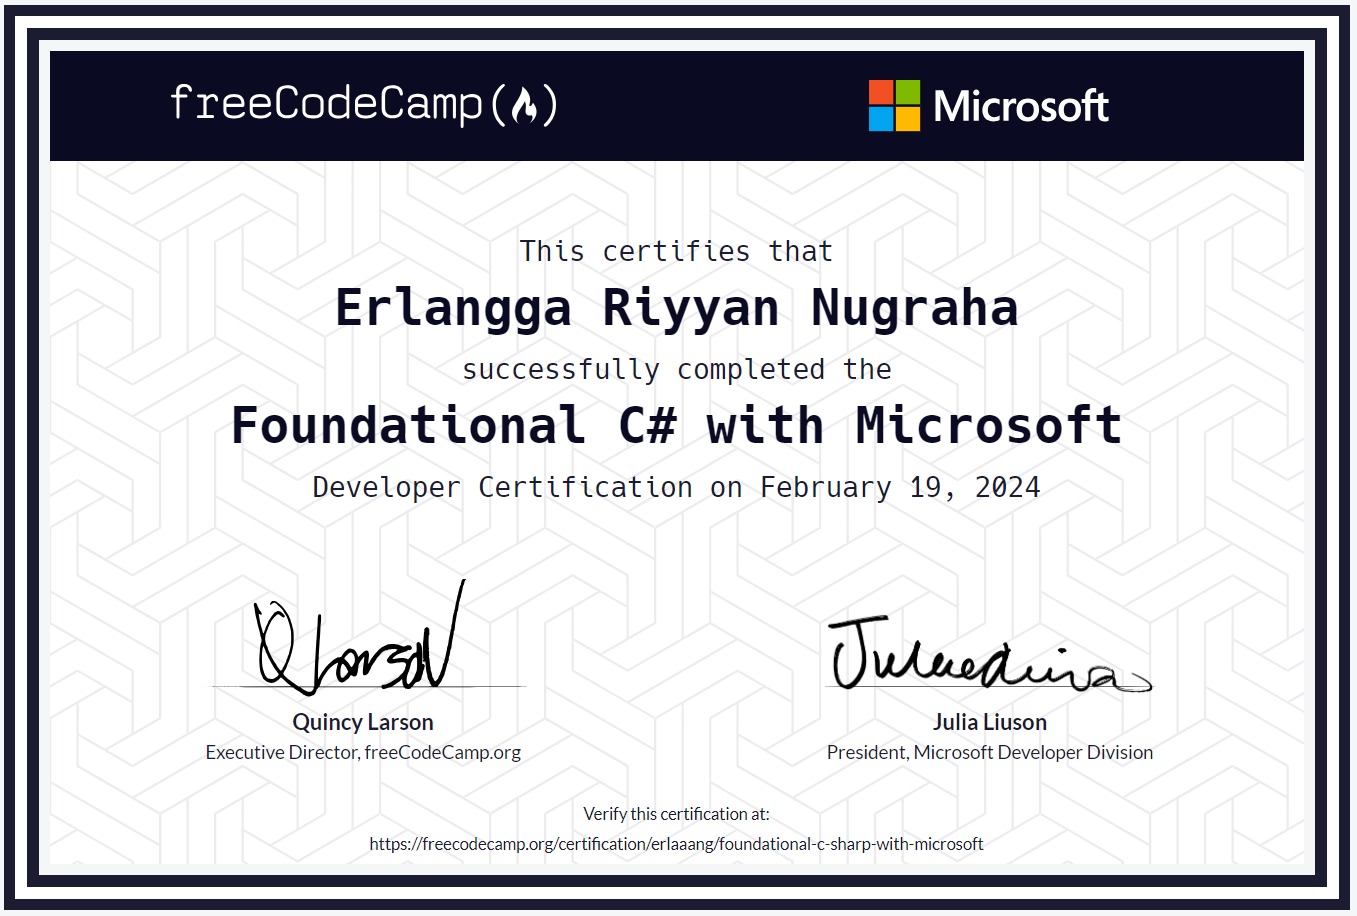 freeCodeCamp(🔥)
Microsoft
This certifies that
Erlangga Riyyan Nugraha
successfully completed the
Foundational C# with Microsoft
Developer Certification on February 19, 2024
Quincy Larson
Executive Director, freeCodeCamp.org
Julia Liuson
President, Microsoft Developer Division
Verify this certification at:
https://freecodecamp.org/certification/erlaaang/foundational-c-sharp-with-microsoft